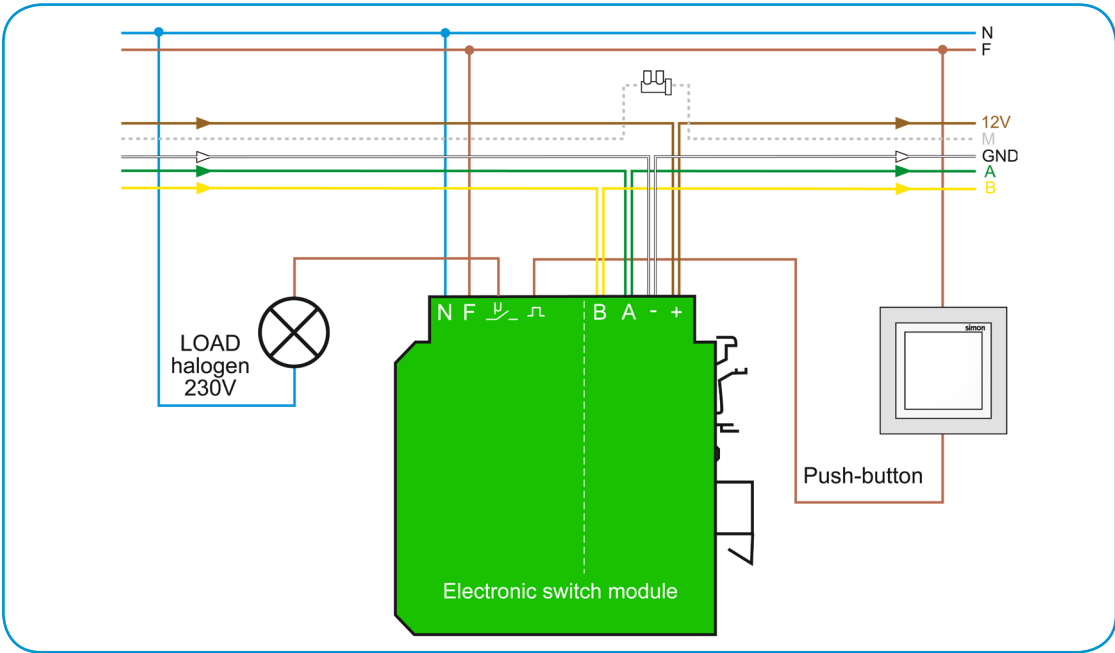 N
F
12V
M
GND
A
B
N F μ B A - +
LOAD
halogen
230V
simon
Push-button
Electronic switch module